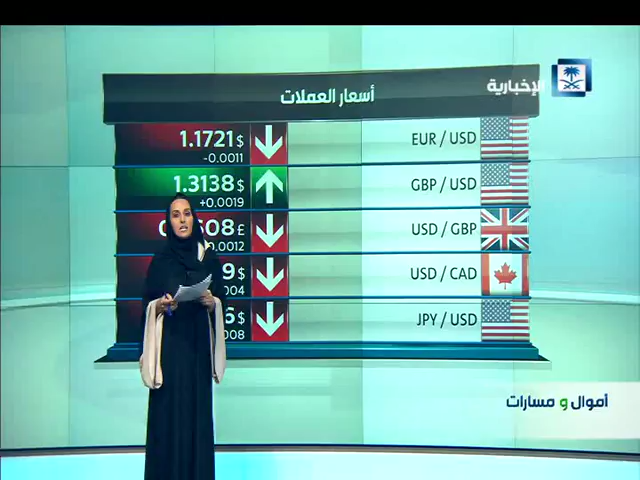 الإخبارية
أسعار العملات
1.1721$
-0.0011
EUR / USD
1.3138$
+0.0019
GBP / USD
USD / GBP
USD / CAD
JPY / USD
أموال و مسارات